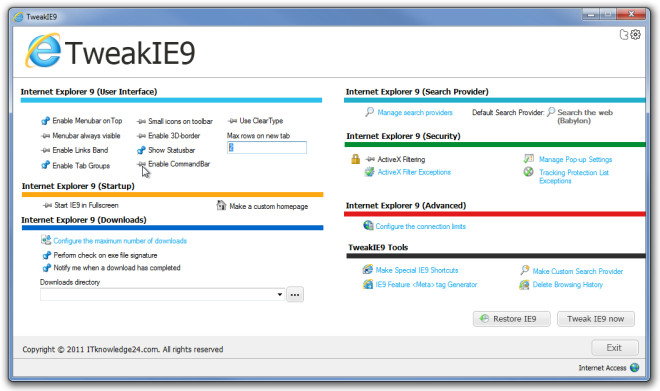 TweakIE9
TweakIE9
Internet Explorer 9 (User Interface)
Enable Menubar onTop
Small icons on toolbar
Use ClearType
Menubar always visible
Enable 3D-border
Max rows on new tab
Enable Links Band
Show Statusbar
2
Enable Tab Groups
Enable CommandBar
Internet Explorer 9 (Startup)
Start IE9 in Fullscreen
Make a custom homepage
Internet Explorer 9 (Downloads)
Configure the maximum number of downloads
Perform check on exe file signature
Notify me when a download has completed
Downloads directory
...
Internet Explorer 9 (Search Provider)
Manage search providers
Default Search Provider:
Search the web
(Babylon)
Internet Explorer 9 (Security)
ActiveX Filtering
Manage Pop-up Settings
ActiveX Filter Exceptions
Tracking Protection List
Exceptions
Internet Explorer 9 (Advanced)
Configure the connection limits
TweakIE9 Tools
Make Special IE9 Shortcuts
Make Custom Search Provider
IE9 Feature <Meta> tag Generator
Delete Browsing History
Restore IE9
Tweak IE9 now
Copyright © 2011 ITknowledge24.com. All rights reserved
Exit
Internet Access